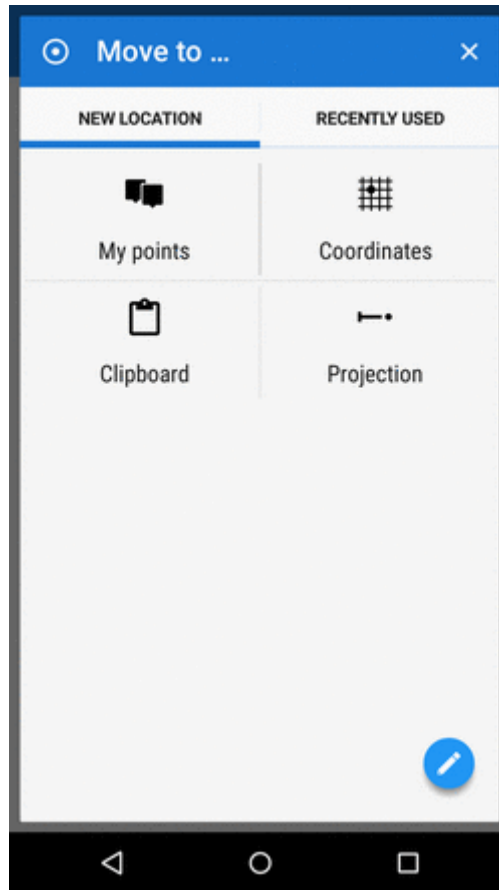 Move to ...
NEW LOCATION RECENTLY USED
My points Coordinates
Clipboard Projection